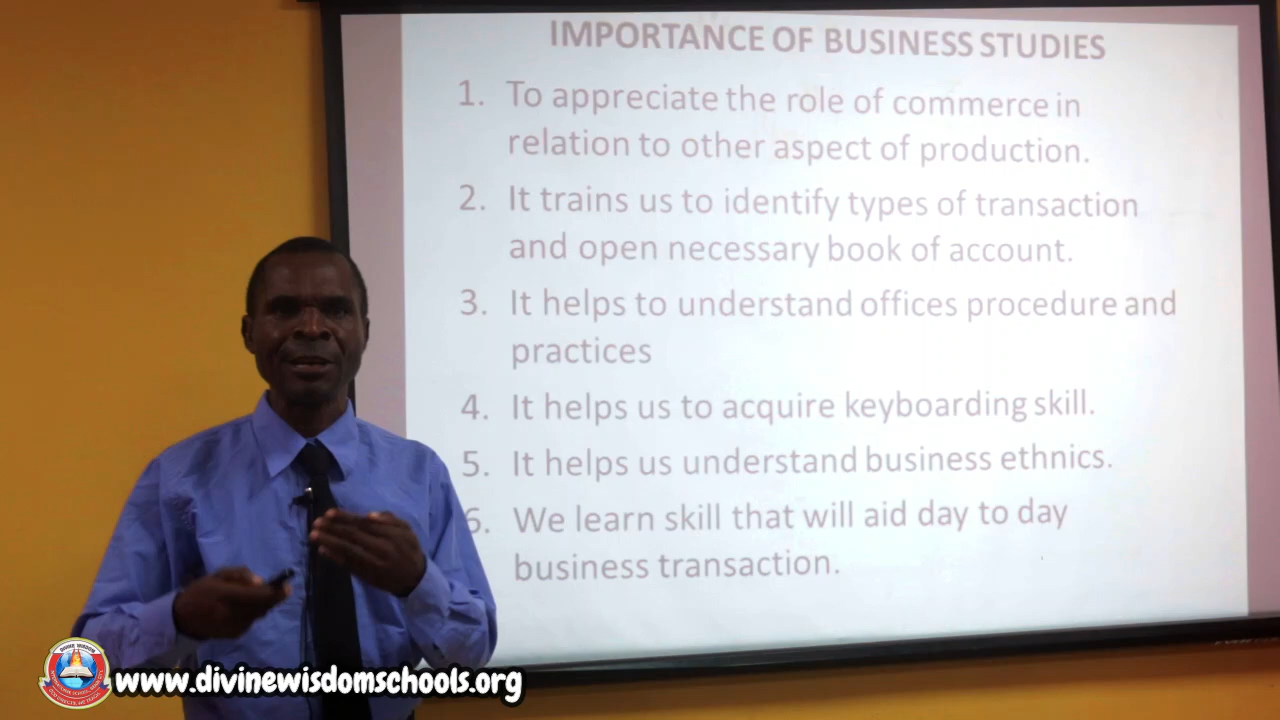 IMPORTANCE OF BUSINESS STUDIES
1. To appreciate the role of commerce in
relation to other aspect of production.
2. It trains us to identify types of transaction
and open necessary book of account.
3. It helps to understand offices procedure and
practices
4. It helps us to acquire keyboarding skill.
5. It helps us understand business ethnics.
6. We learn skill that will aid day to day
business transaction.
DIVINE WISDOM
www.divinewisdomschools.org